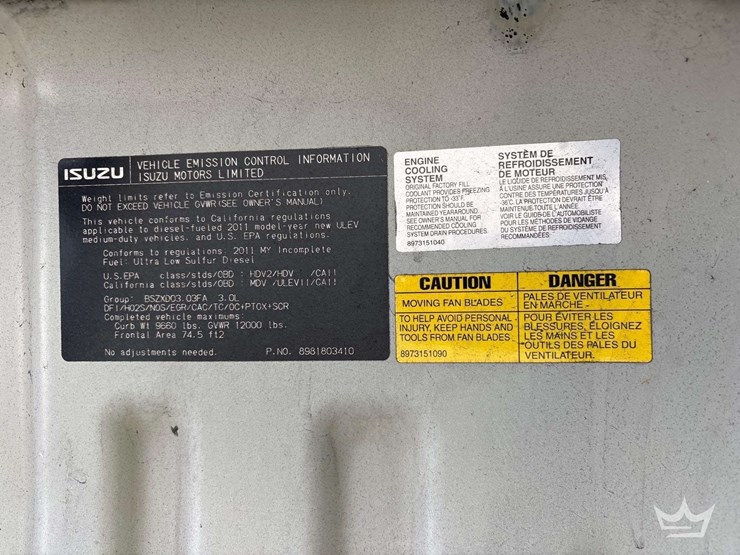 ISUZU
VEHICLE EMISSION CONTROL INFORMATION
ISUZU MOTORS LIMITED
Weight limits refer to Emission Certification only.
DO NOT EXCEED VEHICLE GVWR(SEE OWNER'S MANUAL)
This vehicle conforms to California regulations
applicable to diesel-fueled 2011 model-year new ULEV
medium-duty vehicles, and U.S. EPA regulations.
Conforms to regulations: 2011 MY Incomplete
Fuel: Ultra Low Sulfur Diesel
U.S.EPA class/stds/OBD : HDV2/HDV /CAII
California class/stds/OBD : MDV /ULEVII/CAII
Group: BSZXD03.03FA 3.0L
DFI/HO2S/NOS/EGR/CAC/TC/OC+PTOX+SCR
Completed vehicle maximums:
Curb Wt 9660 lbs. GVWR 12000 lbs.
Frontal Area 74.5 ft2
No adjustments needed. P.NO. 8981803410
ENGINE
COOLING
SYSTEM
ORIGINAL FACTORY FILL
COOLANT PROVIDES FREEZING
PROTECTION TO -33°F
PROTECTION SHOULD BE
MAINTAINED YEAR AROUND.
SEE OWNER'S MANUAL FOR
RECOMMENDED COOLING
SYSTEM DRAIN PROCEDURES.
8973151040
SYSTÈM DE
REFROIDISSEMENT
DE MOTEUR
LE LIQUIDE DE REFROIDISSEMENT MIS
À L'USINE ASSURE UNE PROTECTION
CONTRE DES TEMPÉRATURES JUSQU'À
-36C. LA PROTECTION DEVRAIT ÊTRE
MAINTENUE TOUTE L'ANNÉE.
VOIR LE GUIDE DE L'AUTOMOBILISTE
POUR LES MÉTHODES DE VIDANGE
DU SYSTÈME DE REFROIDISSEMENT
RECOMMANDÉES.
CAUTION
MOVING FAN BLADES
TO HELP AVOID PERSONAL
INJURY, KEEP HANDS AND
TOOLS FROM FAN BLADES
8973151090
DANGER
PALES DE VENTILATEUR
EN MARCHE
POUR ÉVITER LES
BLESSURES, ÉLOIGNEZ
LES MAINS ET LES
OUTILS DES PALES DU
VENTILATEUR.